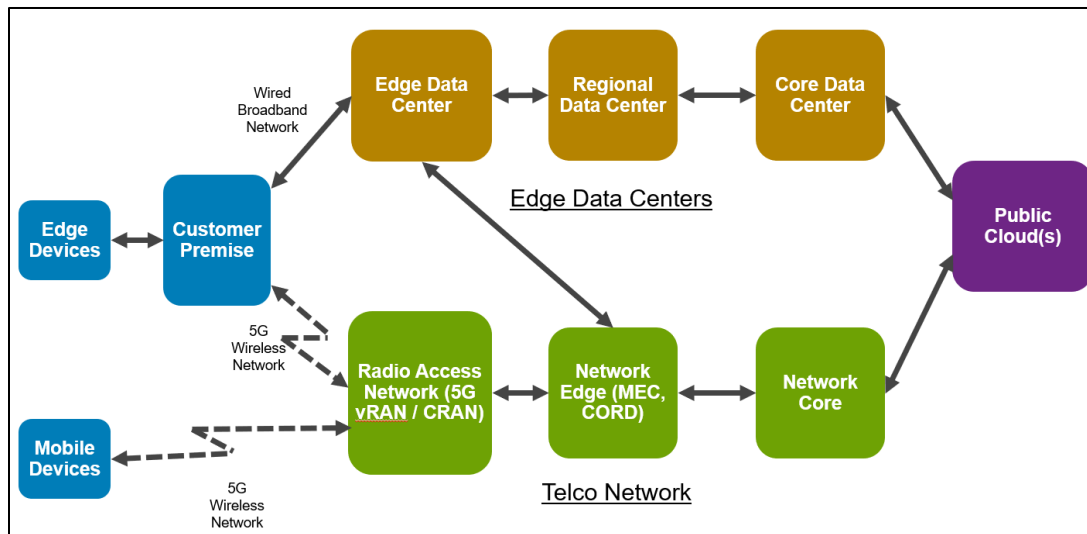 Edge Data
Center
Regional
Data Center
Core Data
Center
Wired
Broadband
Network
Edge Data Centers
Edge
Devices
Customer
Premise
Public
Cloud(s)
5G
Wireless
Network
Radio Access
Network (5G
vRAN / CRAN)
Network
Edge (MEC,
CORD)
Network
Core
Mobile
Devices
5G
Wireless
Network
Telco Network